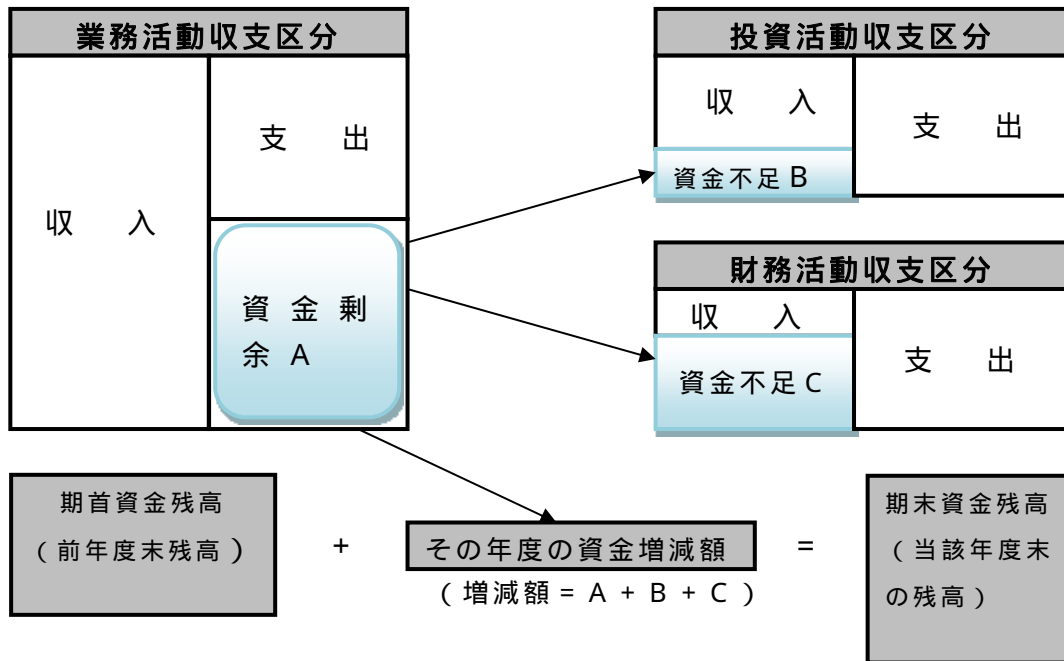 業務活動収支区分
収 入
支 出
資 金 剰
余 A
投資活動収支区分
収 入
資金不足 B
支 出
財務活動収支区分
収 入
資金不足 C
支 出
期首資金残高
(前年度末残高)
+
その年度の資金増減額
(増減額 = A + B + C )
=
期末資金残高
(当該年度末
の残高)